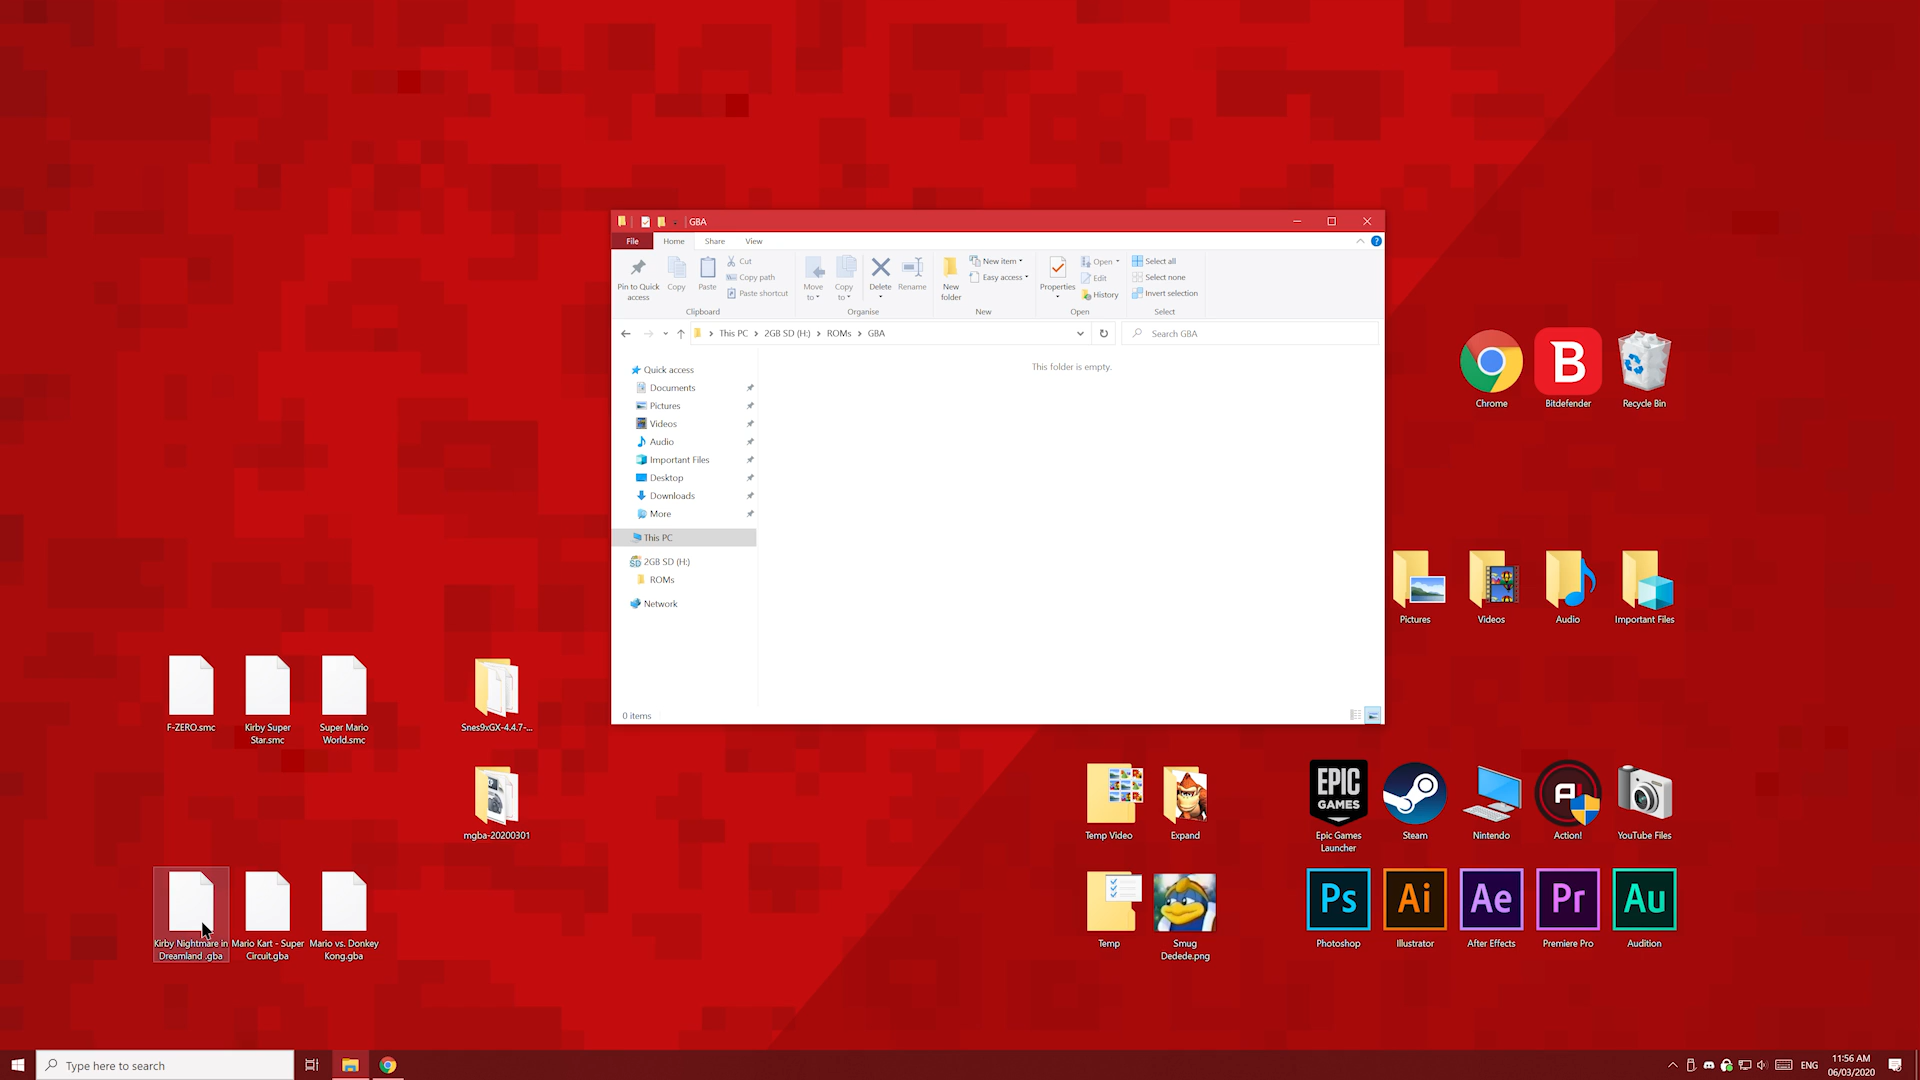 GBA
File
Home
Share
View
Pin to Quick
access
Copy
Paste
Cut
Copy path
Paste shortcut
Clipboard
Move
to
Copy
to
Delete
Rename
Organise
New
folder
New item
Easy access
New
Properties
Open
Edit
History
Open
Select all
Select none
Invert selection
Select
This PC
2GB SD (H:)
ROMs
GBA
Search GBA
Quick access
Documents
Pictures
Videos
Audio
Important Files
Desktop
Downloads
More
This PC
2GB SD (H:)
ROMs
Network
This folder is empty.
0 items
Chrome
B
Bitdefender
Recycle Bin
Pictures
Videos
Audio
Important Files
F-ZERO.smc
Kirby Super
Star.smc
Super Mario
World.smc
Snes9xGX-4.4.7-...
mgba-20200301
Kirby Nightmare in
Dreamland .gba
Mario Kart - Super
Circuit.gba
Mario vs. Donkey
Kong.gba
Temp Video
Expand
Temp
Smug
Dedede.png
EPIC
GAMES
Epic Games
Launcher
Steam
Nintendo
A
Action!
YouTube Files
Ps
Photoshop
Ai
Illustrator
Ae
After Effects
Pr
Premiere Pro
Au
Audition
Type here to search
ENG
11:56 AM
06/03/2020